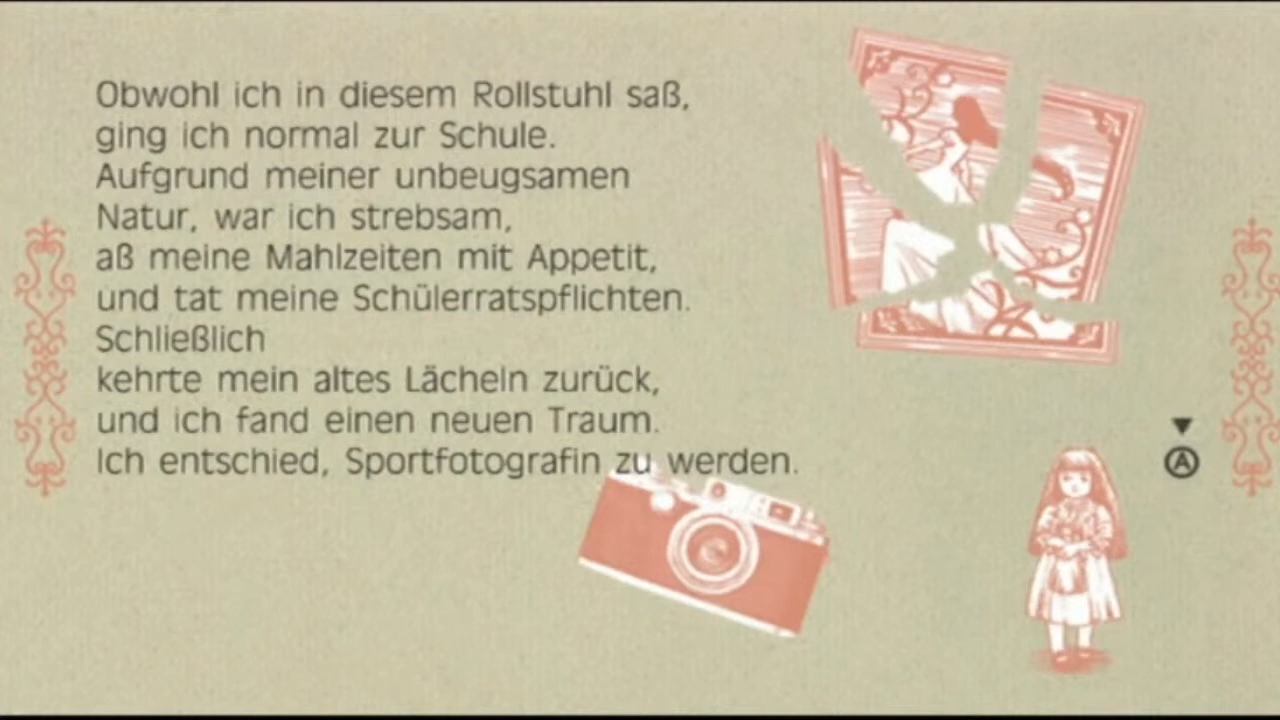 Obwohl ich in diesem Rollstuhl saß,
ging ich normal zur Schule.
Aufgrund meiner unbeugsamen
Natur, war ich strebsam,
aß meine Mahlzeiten mit Appetit,
und tat meine Schülerratspflichten.
Schließlich
kehrte mein altes Lächeln zurück,
und ich fand einen neuen Traum.
Ich entschied, Sportfotografin zu werden.
A